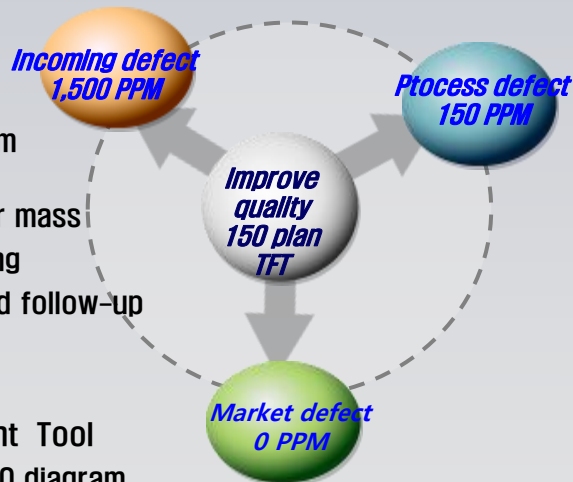 Incoming defect
1,500 PPM
Ptocess defect
150 PPM
m
Improve
quality
150 plan
TFT
r mass
ng
d follow-up
Market defect
0 PPM
nt Tool
O diagram